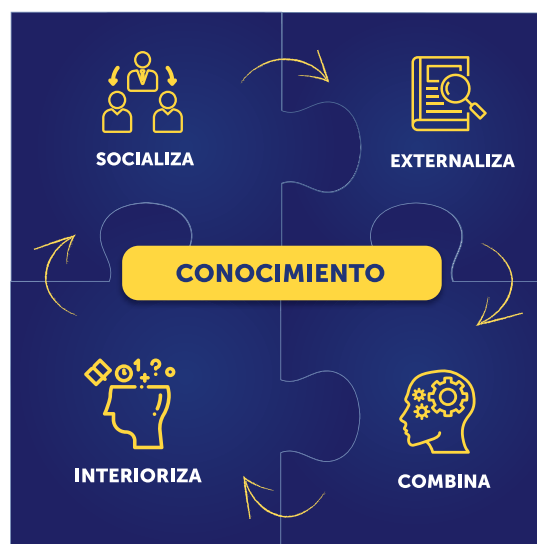 SOCIALIZA
EXTERNALIZA
CONOCIMIENTO
INTERIORIZA
COMBINA